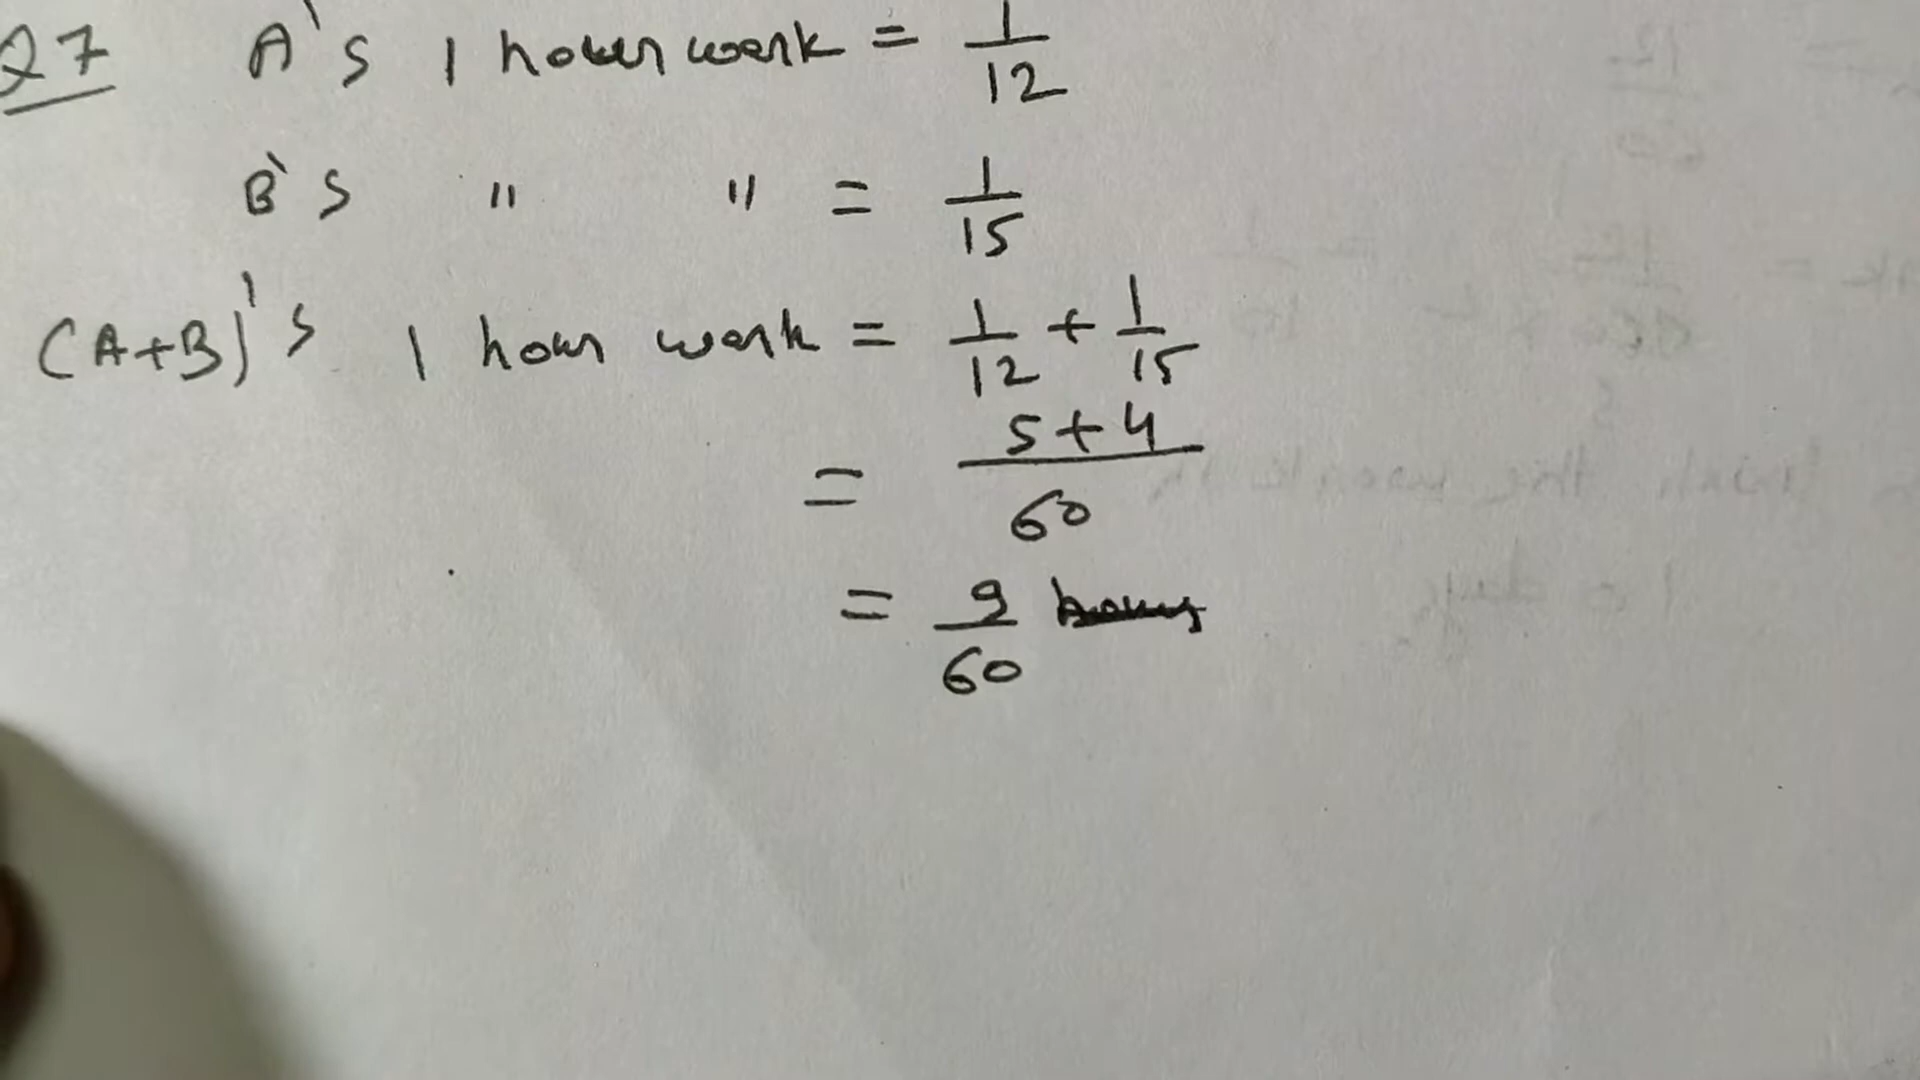 Q7 A's 1 hour work = 1/12
B's " " = 1/15
(A+B)'s 1 hour work = 1/12 + 1/15
= 5+4/60
= 9/60